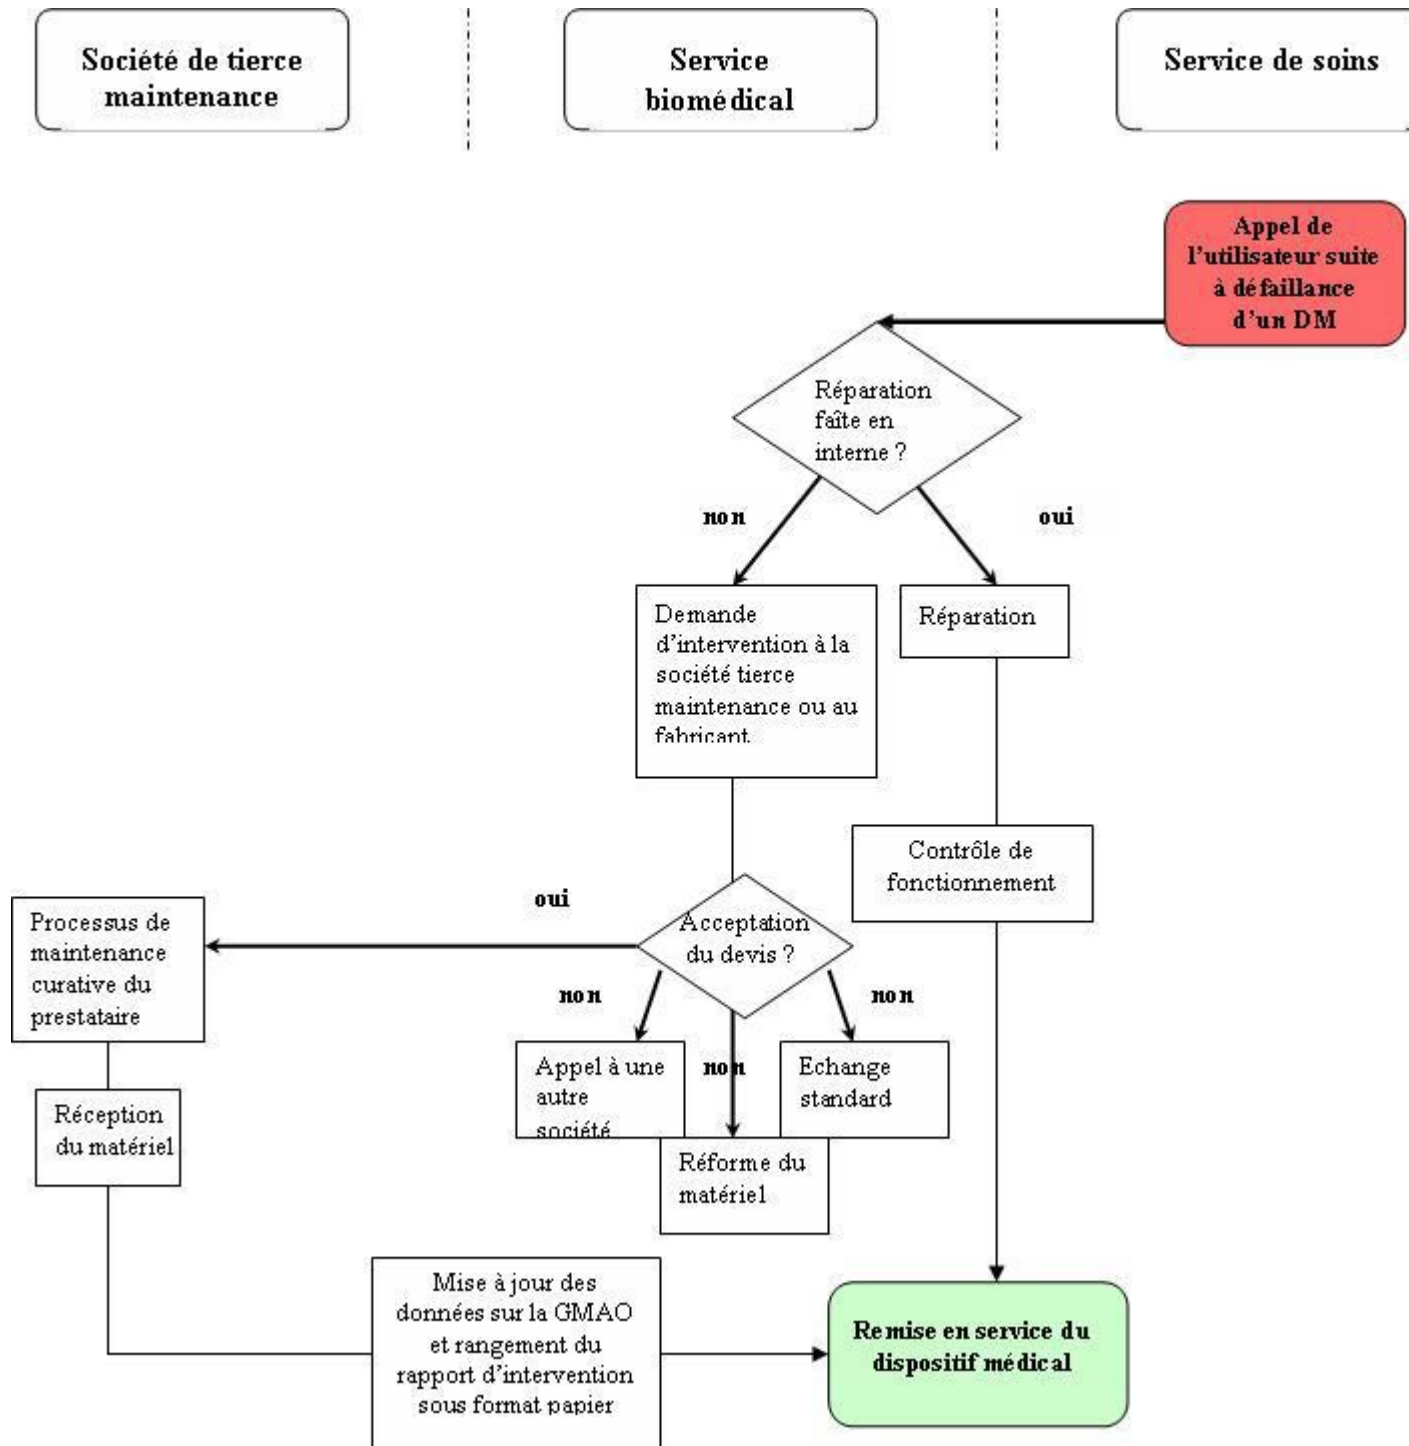 Société de tierce
maintenance
Service
biomédical
Service de soins
Appel de
l'utilisateur suite
à défaillance
d'un DM
Réparation
faîte en
interne ?
non
oui
Demande
d'intervention à la
société tierce
maintenance ou au
fabricant.
Réparation
Contrôle de
fonctionnement
oui
Processus de
maintenance
curative du
prestataire
Acceptation
du devis ?
non
non
non
Appel à une
autre
société
Echange
standard
Réception
du matériel
Réforme du
matériel
Mise à jour des
données sur la GMAO
et rangement du
rapport d'intervention
sous format papier
Remise en service du
dispositif médical